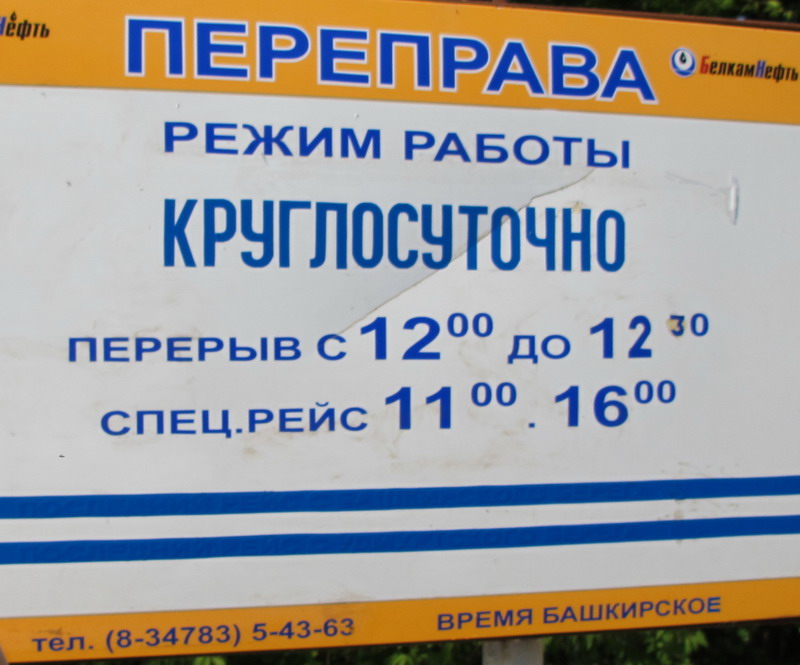 Нефть ПЕРЕПРАВА БелкамНефть
РЕЖИМ РАБОТЫ
КРУГЛОСУТОЧНО
ПЕРЕРЫВ С 12⁰⁰ ДО 12³⁰
СПЕЦ.РЕЙС 11⁰⁰ . 16⁰⁰
тел. (8-34783) 5-43-63 ВРЕМЯ БАШКИРСКОЕ